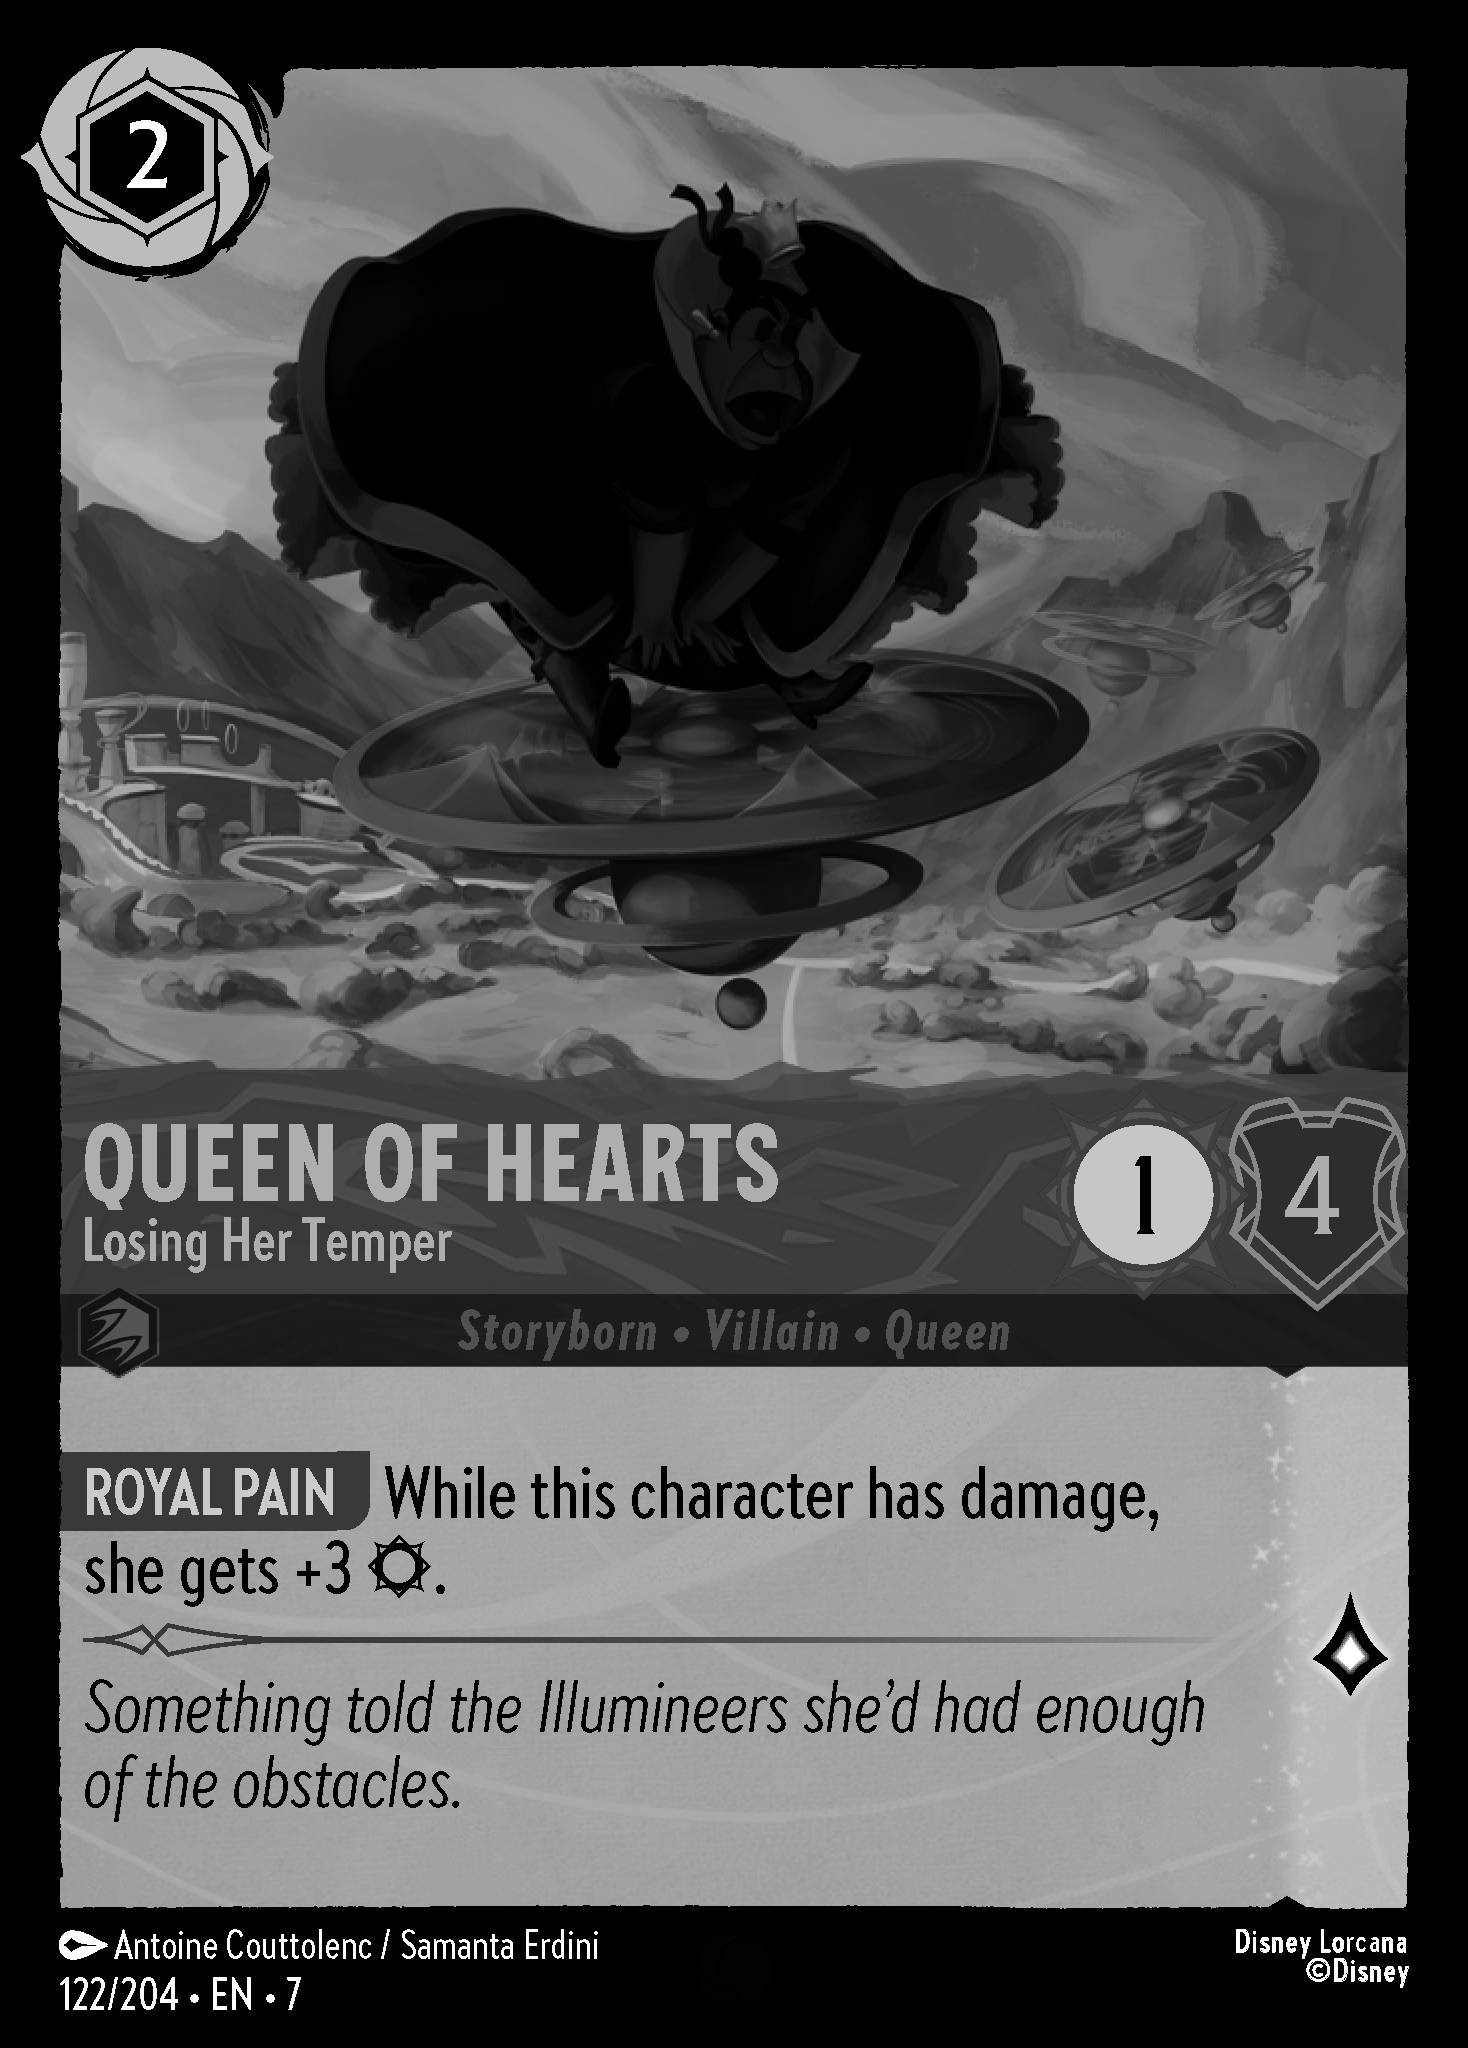 2
QUEEN OF HEARTS
Losing Her Temper
1
4
Storyborn • Villain • Queen
ROYAL PAIN While this character has damage,
she gets +3 .
Something told the Illumineers she’d had enough
of the obstacles.
Antoine Couttolenc / Samanta Erdini
122/204 • EN • 7
Disney Lorcana
©Disney